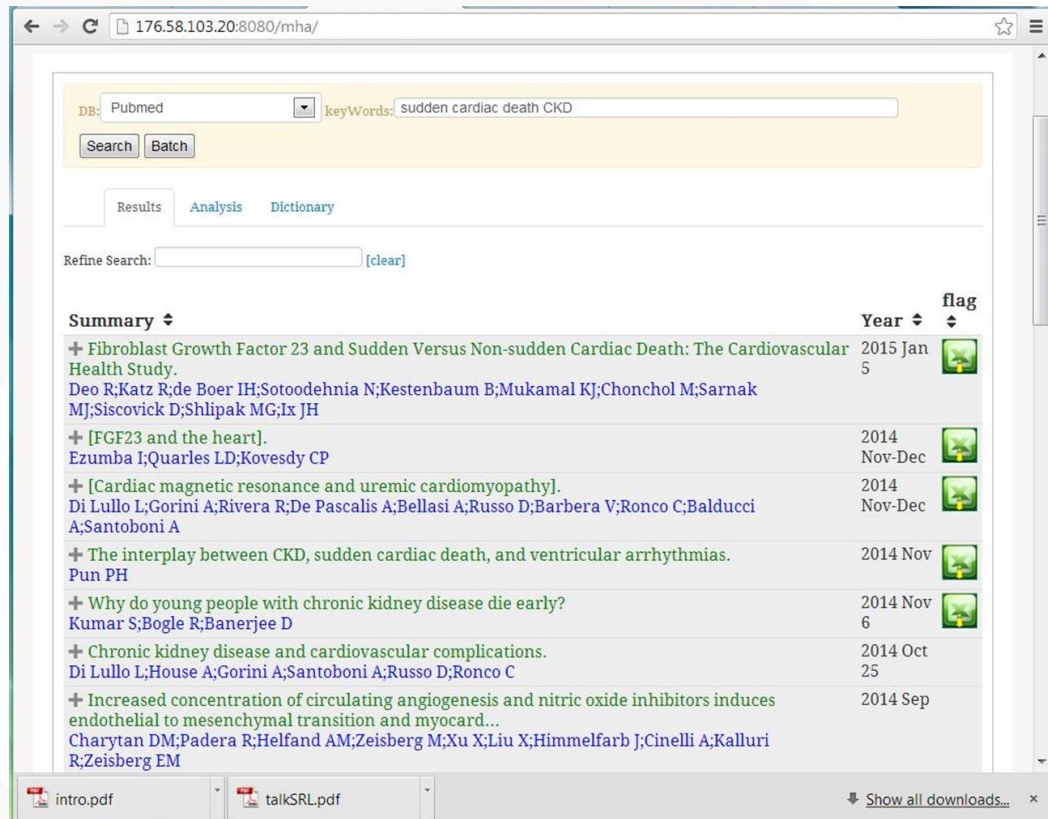 176.58.103.20:8080/mha/
DB: Pubmed keyWords: sudden cardiac death CKD
Search Batch
Results Analysis Dictionary
Refine Search: [clear]
Summary Year flag
Fibroblast Growth Factor 23 and Sudden Versus Non-sudden Cardiac Death: The Cardiovascular 2015 Jan
Health Study. 5
Deo R;Katz R;de Boer IH;Sotoodehnia N;Kestenbaum B;Mukamal KJ;Chonchol M;Sarnak
MJ;Siscovick D;Shlipak MG;Ix JH
[FGF23 and the heart]. 2014
Ezumba I;Quarles LD;Kovesdy CP Nov-Dec
[Cardiac magnetic resonance and uremic cardiomyopathy]. 2014
Di Lullo L;Gorini A;Rivera R;De Pascalis A;Bellasi A;Russo D;Barbera V;Ronco C;Balducci Nov-Dec
A;Santoboni A
The interplay between CKD, sudden cardiac death, and ventricular arrhythmias. 2014 Nov
Pun PH
Why do young people with chronic kidney disease die early? 2014 Nov
Kumar S;Bogle R;Banerjee D 6
Chronic kidney disease and cardiovascular complications. 2014 Oct
Di Lullo L;House A;Gorini A;Santoboni A;Russo D;Ronco C 25
Increased concentration of circulating angiogenesis and nitric oxide inhibitors induces 2014 Sep
endothelial to mesenchymal transition and myocard...
Charytan DM;Padera R;Helfand AM;Zeisberg M;Xu X;Liu X;Himmelfarb J;Cinelli A;Kalluri
R;Zeisberg EM
intro.pdf talkSRL.pdf Show all downloads...